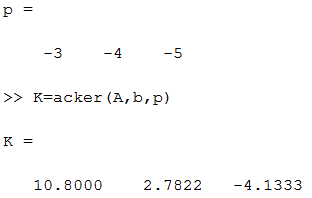 p =
-3 -4 -5
>> K=acker(A,b,p)
K =
10.8000 2.7822 -4.1333